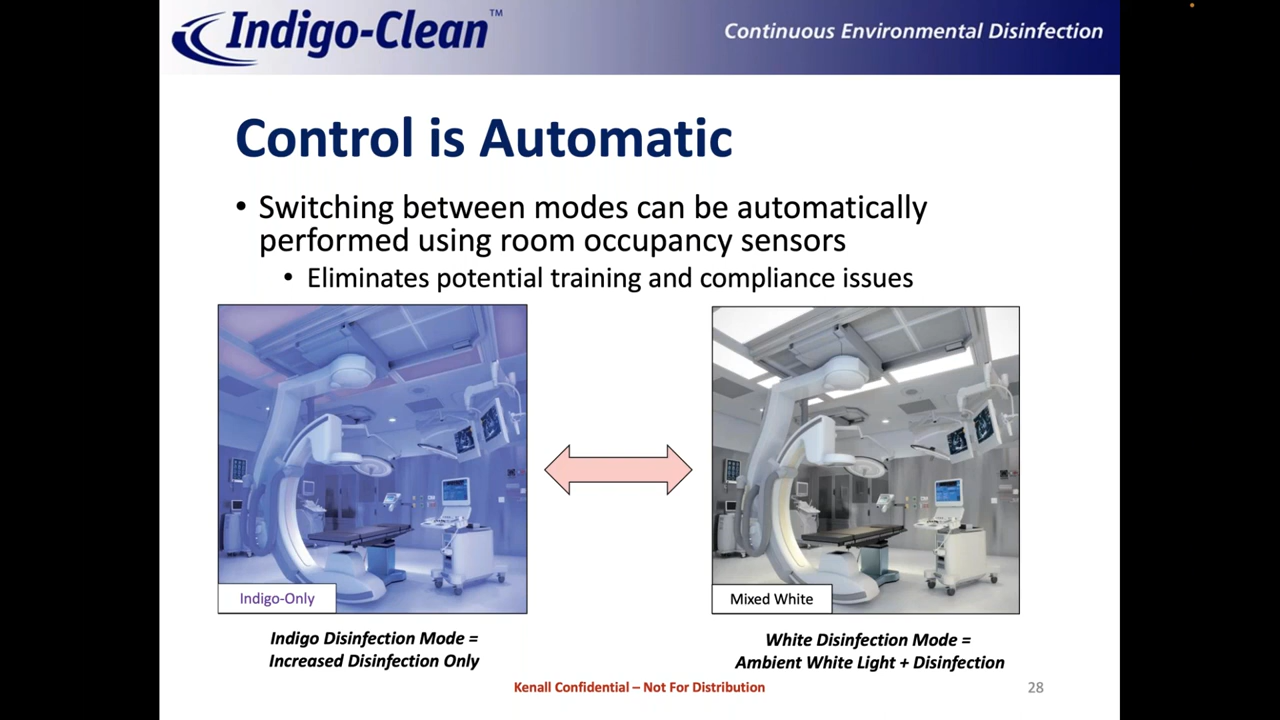 Indigo-Clean™
Continuous Environmental Disinfection
Control is Automatic
• Switching between modes can be automatically
performed using room occupancy sensors
• Eliminates potential training and compliance issues
Indigo-Only
Mixed White
Indigo Disinfection Mode =
Increased Disinfection Only
White Disinfection Mode =
Ambient White Light + Disinfection
Kenall Confidential – Not For Distribution
28